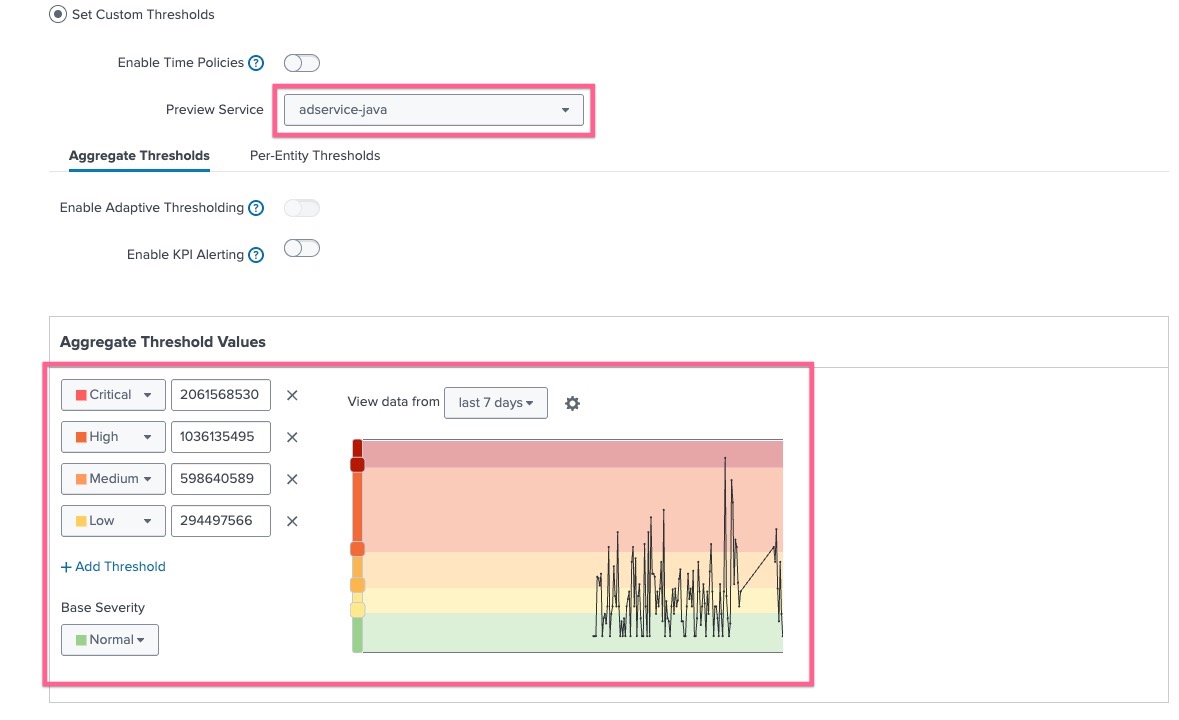 Set Custom Thresholds
Enable Time Policies ?
Preview Service adservice-java
Aggregate Thresholds Per-Entity Thresholds
Enable Adaptive Thresholding ?
Enable KPI Alerting ?
Aggregate Threshold Values
Critical 2061568530
View data from last 7 days
High 1036135495
Medium 598640589
Low 294497566
+ Add Threshold
Base Severity
Normal